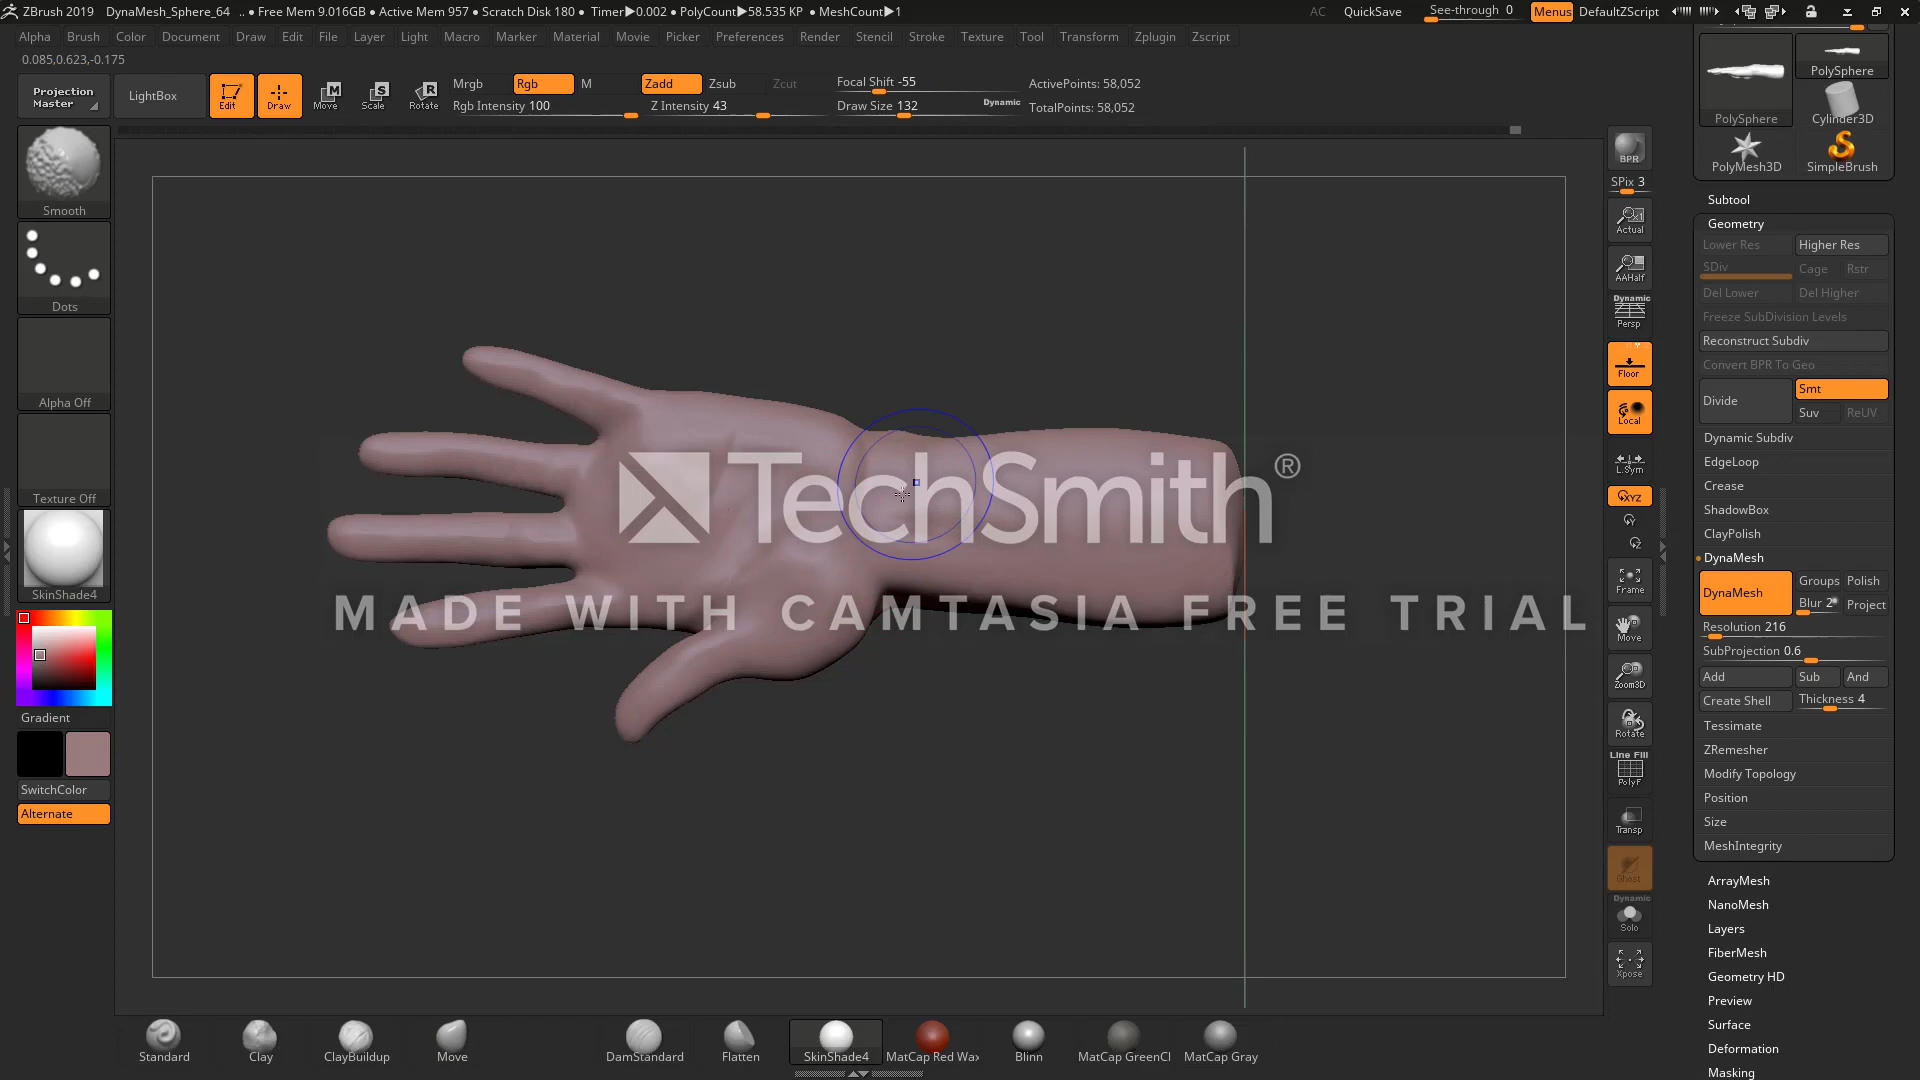 ZBrush 2019 DynaMesh_Sphere_64 .. ● Free Mem 9.016GB ● Active Mem 957 ● Scratch Disk 180 ● Timer▶0.002 ● PolyCount▶58.535 KP ● MeshCount▶1 AC QuickSave See-through 0 Menus DefaultZScript
Alpha Brush Color Document Draw Edit File Layer Light Macro Marker Material Movie Picker Preferences Render Stencil Stroke Texture Tool Transform Zplugin Zscript
0.085,0.623,-0.175
Projection Master
LightBox
Edit
Draw
M Move
S Scale
R Rotate
Mrgb Rgb M Zadd Zsub Zcut
Rgb Intensity 100 Z Intensity 43
Focal Shift -55
Draw Size 132 Dynamic
ActivePoints: 58,052
TotalPoints: 58,052
Smooth
Dots
Alpha Off
Texture Off
SkinShade4
Gradient
SwitchColor
Alternate
TechSmith®
MADE WITH CAMTASIA FREE TRIAL
BPR
SPix 3
Actual
AAHalf
Dynamic
Persp
Floor
Local
L.Sym
XYZ
Y
Z
Frame
Move
Zoom3D
Rotate
Line Fill
PolyF
Transp
Ghost
Dynamic
Solo
Xpose
PolySphere
PolySphere
Cylinder3D
PolyMesh3D
SimpleBrush
Subtool
Geometry
Lower Res Higher Res
SDiv Cage Rstr
Del Lower Del Higher
Freeze SubDivision Levels
Reconstruct Subdiv
Convert BPR To Geo
Divide Smt
Suv ReUV
Dynamic Subdiv
EdgeLoop
Crease
ShadowBox
ClayPolish
DynaMesh
DynaMesh Groups Polish
Blur 2 Project
Resolution 216
SubProjection 0.6
Add Sub And
Create Shell Thickness 4
Tessimate
ZRemesher
Modify Topology
Position
Size
MeshIntegrity
ArrayMesh
NanoMesh
Layers
FiberMesh
Geometry HD
Preview
Surface
Deformation
Masking
Standard Clay ClayBuildup Move DamStandard Flatten SkinShade4 MatCap Red Wax Blinn MatCap GreenCl MatCap Gray